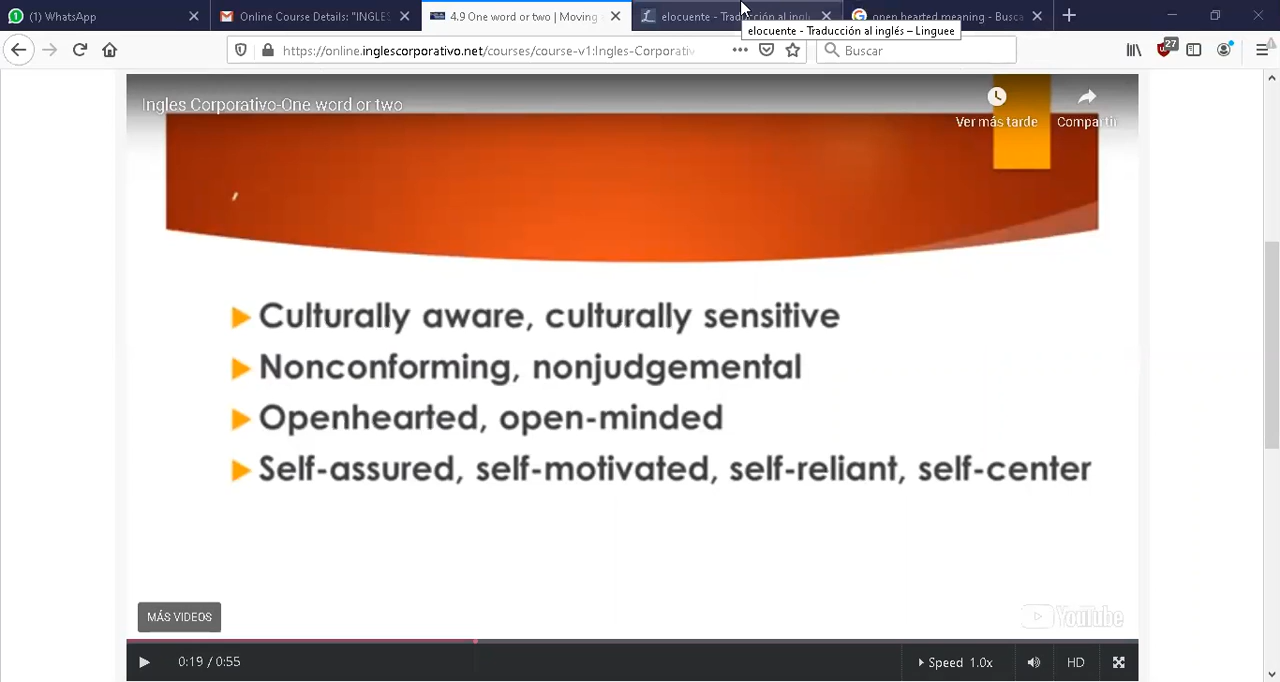 (1) WhatsApp
Online Course Details: "INGLES
4.9 One word or two | Moving
elocuente - Traducción al inglé
open hearted meaning - Busca
elocuente - Traducción al inglés – Linguee
https://online.inglescorporativo.net/courses/course-v1:Ingles-Corporativ
Buscar
27
Ingles Corporativo-One word or two
Ver más tarde
Compartir
Culturally aware, culturally sensitive
Nonconforming, nonjudgemental
Openhearted, open-minded
Self-assured, self-motivated, self-reliant, self-center
MÁS VIDEOS
YouTube
0:19 / 0:55
Speed 1.0x
HD